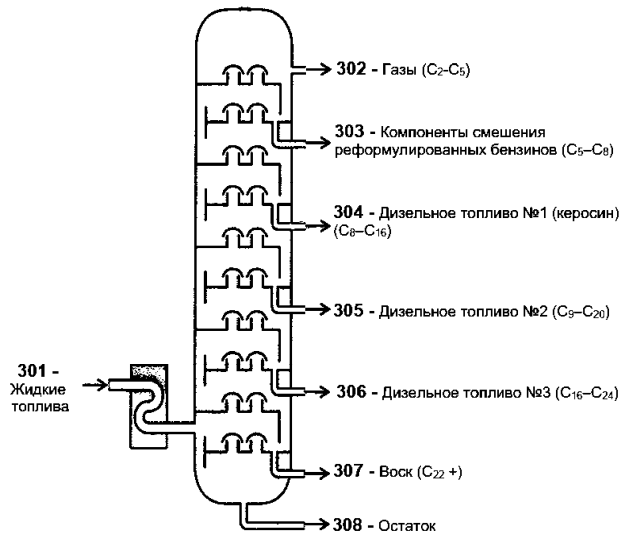 302 - Газы (C2-C5)
303 - Компоненты смешения
реформулированных бензинов (C5–C8)
304 - Дизельное топливо №1 (керосин)
(C8–C16)
305 - Дизельное топливо №2 (C9–C20)
301 -
Жидкие
топлива
306 - Дизельное топливо №3 (C16–C24)
307 - Воск (C22 +)
308 - Остаток